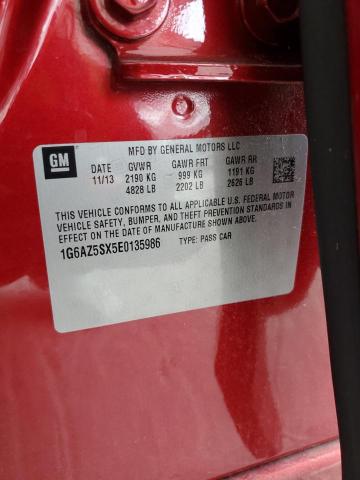 GM
MFD BY GENERAL MOTORS LLC
DATE GVWR GAWR FRT GAWR RR
11/13 2190 KG 999 KG 1191 KG
4828 LB 2202 LB 2626 LB
THIS VEHICLE CONFORMS TO ALL APPLICABLE U.S. FEDERAL MOTOR
VEHICLE SAFETY, BUMPER, AND THEFT PREVENTION STANDARDS IN
EFFECT ON THE DATE OF MANUFACTURE SHOWN ABOVE.
1G6AZ5SX5E0135986 TYPE: PASS CAR